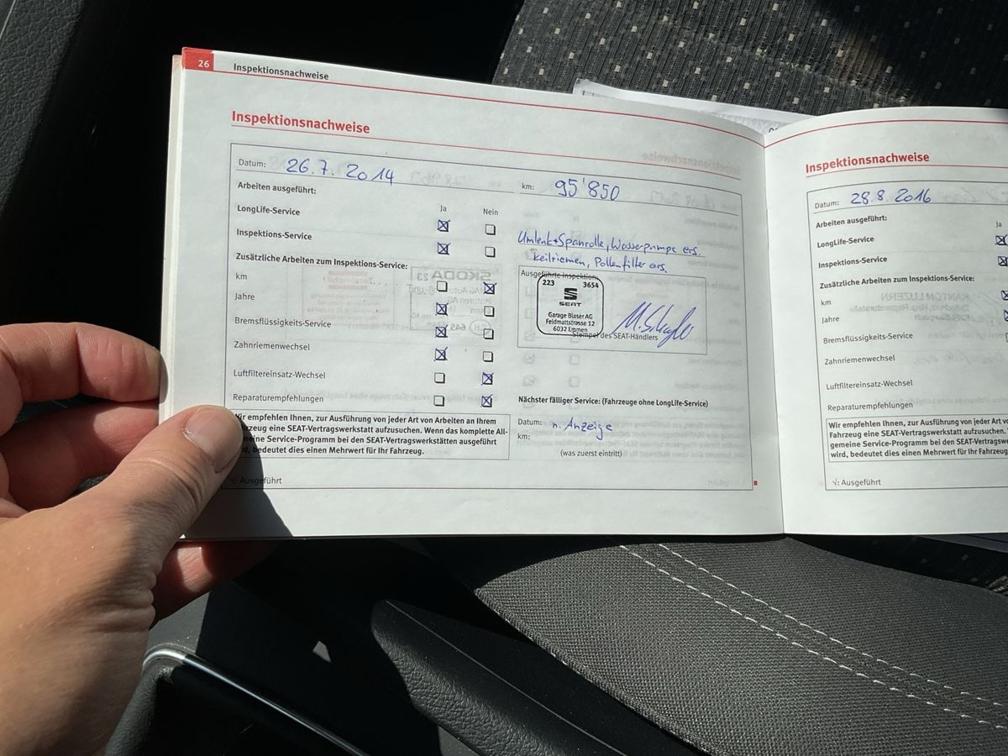 26 Inspektionsnachweise
Inspektionsnachweise
Datum: 26.7.2014 km: 95'850
Arbeiten ausgeführt:
Ja Nein
LongLife-Service
Inspektions-Service
Zusätzliche Arbeiten zum Inspektions-Service:
km
Jahre
Bremsflüssigkeits-Service
Zahnriemenwechsel
Luftfiltereinsatz-Wechsel
Reparaturempfehlungen
Wir empfehlen Ihnen, zur Ausführung von jeder Art von Arbeiten an Ihrem
Fahrzeug eine SEAT-Vertragswerkstatt aufzusuchen. Wenn das komplette All-
gemeine Service-Programm bei den SEAT-Vertragswerkstätten ausgeführt
wird, bedeutet dies einen Mehrwert für Ihr Fahrzeug.
√: Ausgeführt
Umlenk+Spanrolle, Wasserpumpe ers.
keilriemen, Pollenfilter ers.
Ausgeführte Inspektion
223 3654
SEAT
Garage Blaser AG
Feldmattstrasse 12
6032 Emmen
Stempel des SEAT-Händlers
Nächster fälliger Service: (Fahrzeuge ohne LongLife-Service)
Datum: n. Anzeige
km:
(was zuerst eintritt)
Inspektionsnachweise
Datum: 28.8.2016
Arbeiten ausgeführt:
Ja
LongLife-Service
Inspektions-Service
Zusätzliche Arbeiten zum Inspektions-Service:
km
Jahre
Bremsflüssigkeits-Service
Zahnriemenwechsel
Luftfiltereinsatz-Wechsel
Reparaturempfehlungen
Wir empfehlen Ihnen, zur Ausführung von jeder Art vo
Fahrzeug eine SEAT-Vertragswerkstatt aufzusuchen.
gemeine Service-Programm bei den SEAT-Vertragswe
wird, bedeutet dies einen Mehrwert für Ihr Fahrzeug.
√: Ausgeführt